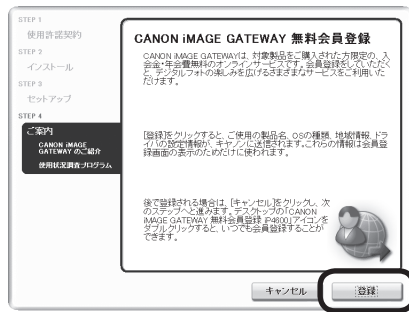 STEP 1
使用許諾契約
STEP 2
インストール
STEP 3
セットアップ
STEP 4
ご案内
CANON iMAGE
GATEWAY のご紹介
使用状況調査プログラム
CANON iMAGE GATEWAY 無料会員登録
CANON iMAGE GATEWAYは、対象製品をご購入された方限定の、入
会金・年会費無料のオンラインサービスです。会員登録をしていただく
と、デジタルフォトの楽しみを広げるさまざまなサービスをご利用いた
だけます。
[登録]をクリックすると、ご使用の製品名、OSの種類、地域情報、ドラ
イバの設定情報が、キヤノンに送信されます。これらの情報は会員登
録画面の表示のためだけに使われます。
後で登録される場合は、[キャンセル]をクリックし、次
のステップへと進みます。デスクトップの「CANON
iMAGE GATEWAY 無料会員登録 iP4600」アイコンを
ダブルクリックすると、いつでも会員登録することが
できます。
キャンセル
登録